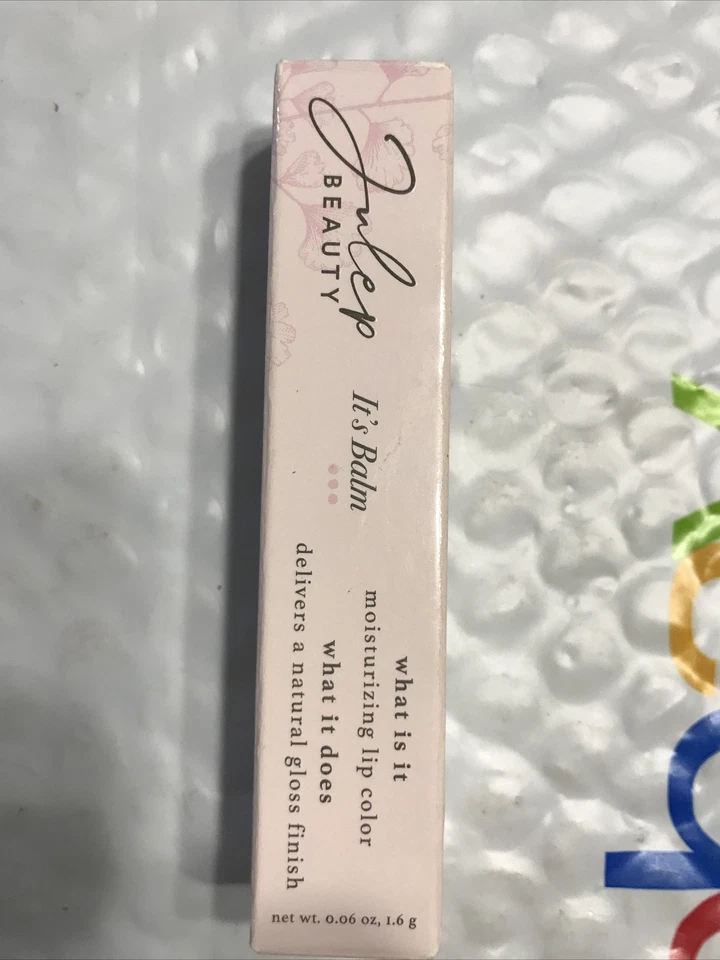 Julep
BEAUTY
It's Balm
what is it
moisturizing lip color
what it does
delivers a natural gloss finish
net wt. 0.06 oz, 1.6 g
ebay